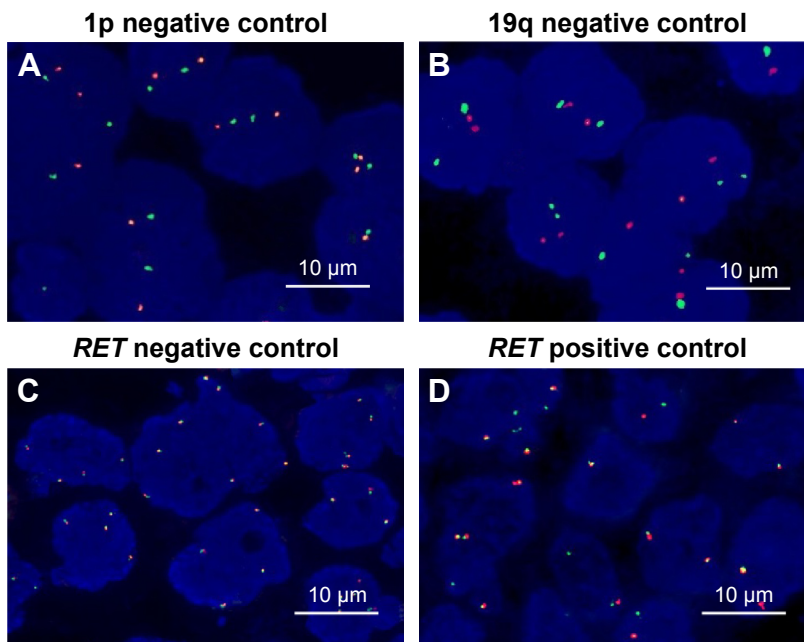 1p negative control
19q negative control
A
B
10 µm
10 µm
RET negative control
RET positive control
C
D
10 µm
10 µm